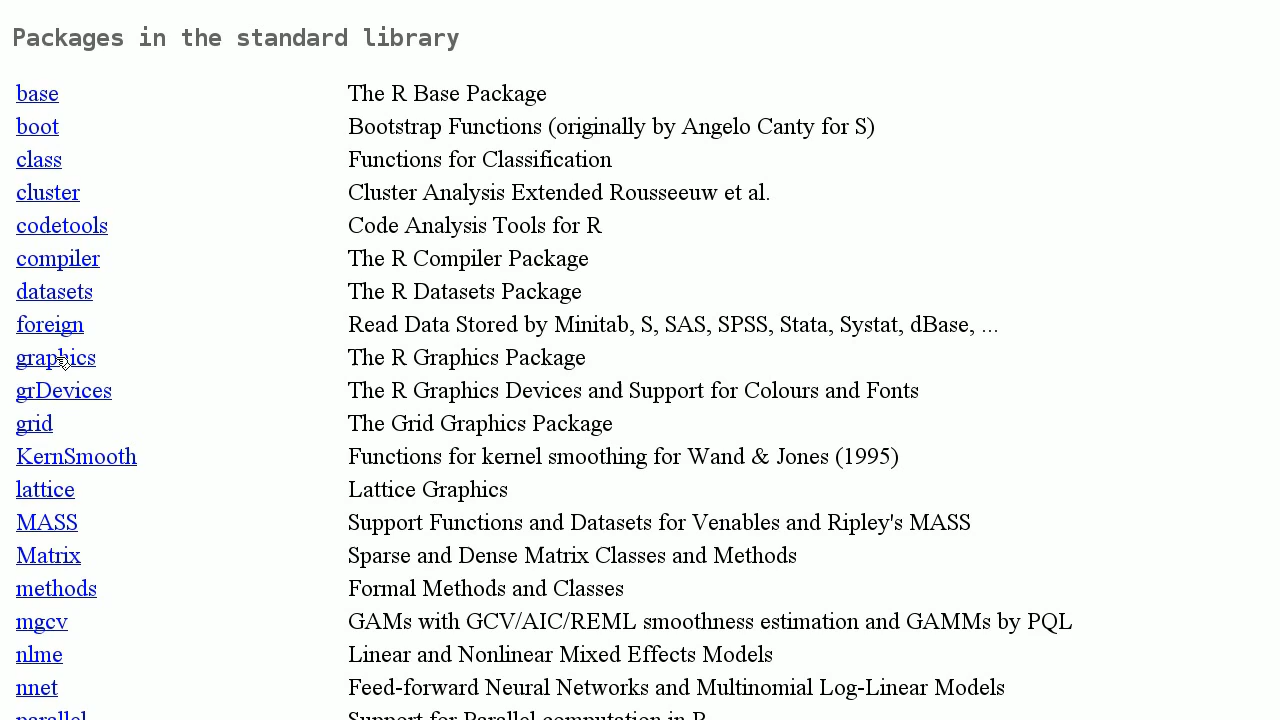 Packages in the standard library
base The R Base Package
boot Bootstrap Functions (originally by Angelo Canty for S)
class Functions for Classification
cluster Cluster Analysis Extended Rousseeuw et al.
codetools Code Analysis Tools for R
compiler The R Compiler Package
datasets The R Datasets Package
foreign Read Data Stored by Minitab, S, SAS, SPSS, Stata, Systat, dBase, ...
graphics The R Graphics Package
grDevices The R Graphics Devices and Support for Colours and Fonts
grid The Grid Graphics Package
KernSmooth Functions for kernel smoothing for Wand & Jones (1995)
lattice Lattice Graphics
MASS Support Functions and Datasets for Venables and Ripley's MASS
Matrix Sparse and Dense Matrix Classes and Methods
methods Formal Methods and Classes
mgcv GAMs with GCV/AIC/REML smoothness estimation and GAMMs by PQL
nlme Linear and Nonlinear Mixed Effects Models
nnet Feed-forward Neural Networks and Multinomial Log-Linear Models
parallel Support for Parallel computation in R